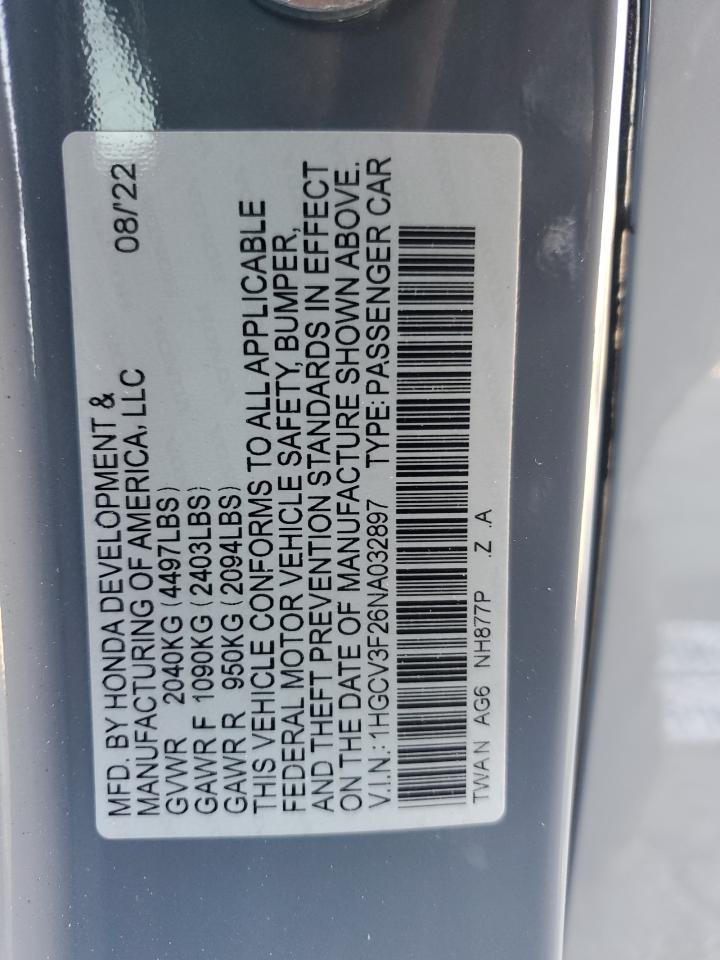 MFD. BY HONDA DEVELOPMENT & 08/'22
MANUFACTURING OF AMERICA, LLC
GVWR 2040KG (4497LBS)
GAWR F 1090KG (2403LBS)
GAWR R 950KG (2094LBS)
THIS VEHICLE CONFORMS TO ALL APPLICABLE
FEDERAL MOTOR VEHICLE SAFETY, BUMPER,
AND THEFT PREVENTION STANDARDS IN EFFECT
ON THE DATE OF MANUFACTURE SHOWN ABOVE.
V.I.N.: 1HGCV3F26NA032897 TYPE: PASSENGER CAR
TWAN AG6 NH877P .Z .A